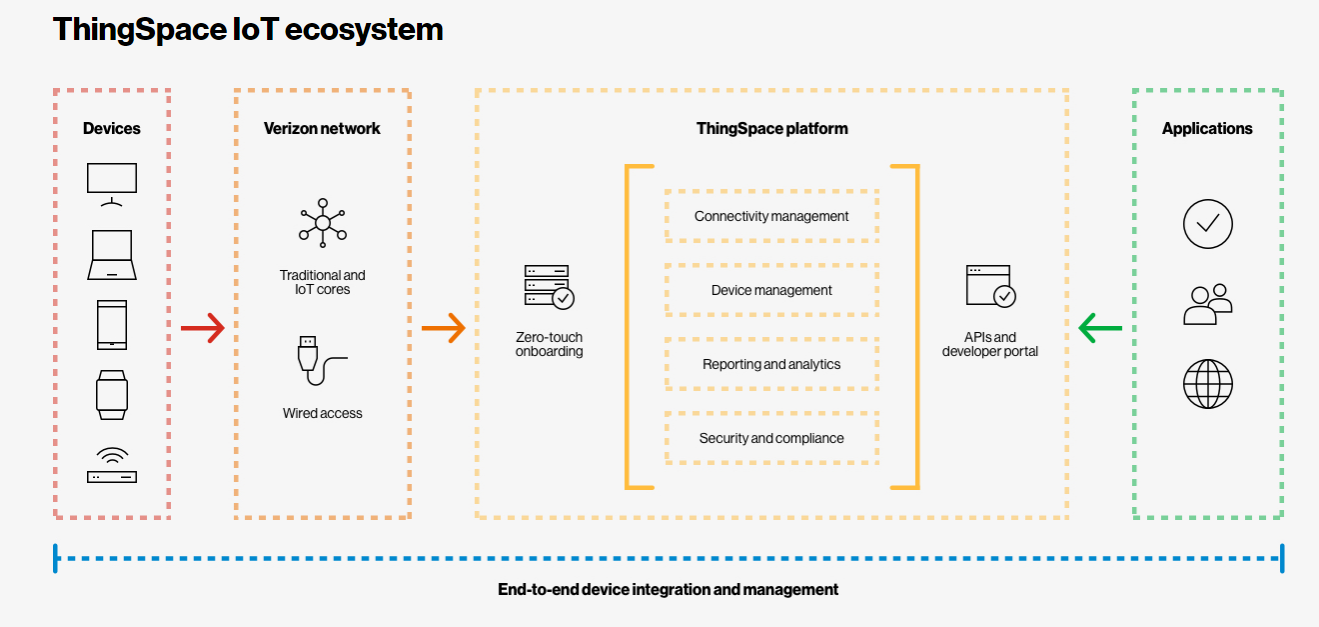 ThingSpace IoT ecosystem
Devices
Verizon network
Traditional and
IoT cores
Wired access
ThingSpace platform
Zero-touch
onboarding
Connectivity management
Device management
Reporting and analytics
Security and compliance
APIs and
developer portal
Applications
End-to-end device integration and management